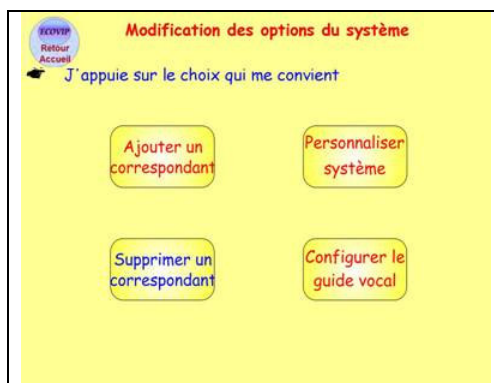 ECOVIP
Retour
Accueil
Modification des options du système
J'appuie sur le choix qui me convient
Ajouter un
correspondant
Personnaliser
système
Supprimer un
correspondant
Configurer le
guide vocal